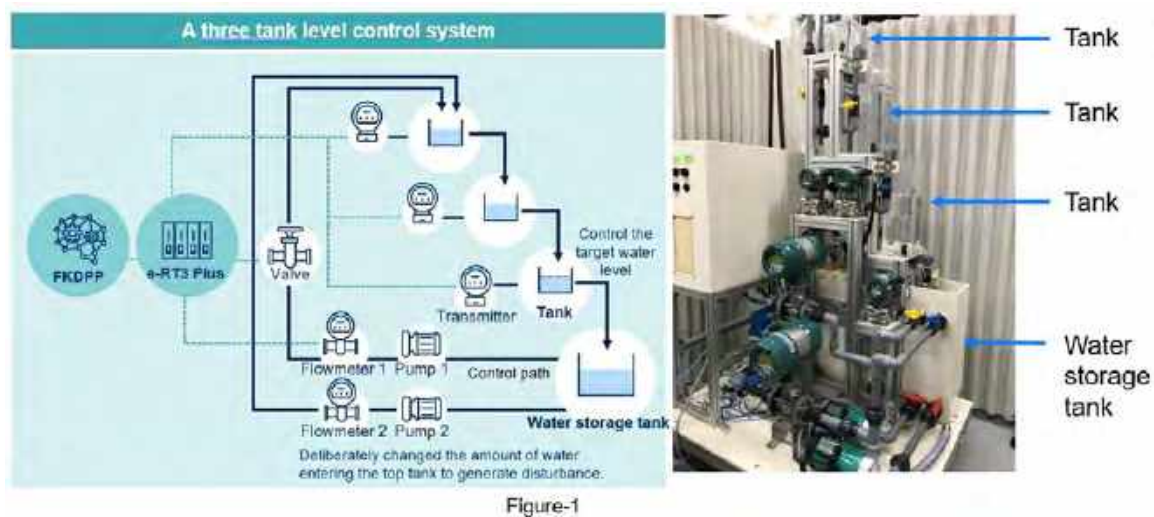 A three tank level control system
FKDPP
e-RT3 Plus
Valve
Control the
target water
level
Transmitter
Tank
Flowmeter 1
Pump 1
Control path
Flowmeter 2
Pump 2
Water storage tank
Deliberately changed the amount of water
entering the top tank to generate disturbance.
Tank
Tank
Tank
Water
storage
tank
Figure-1